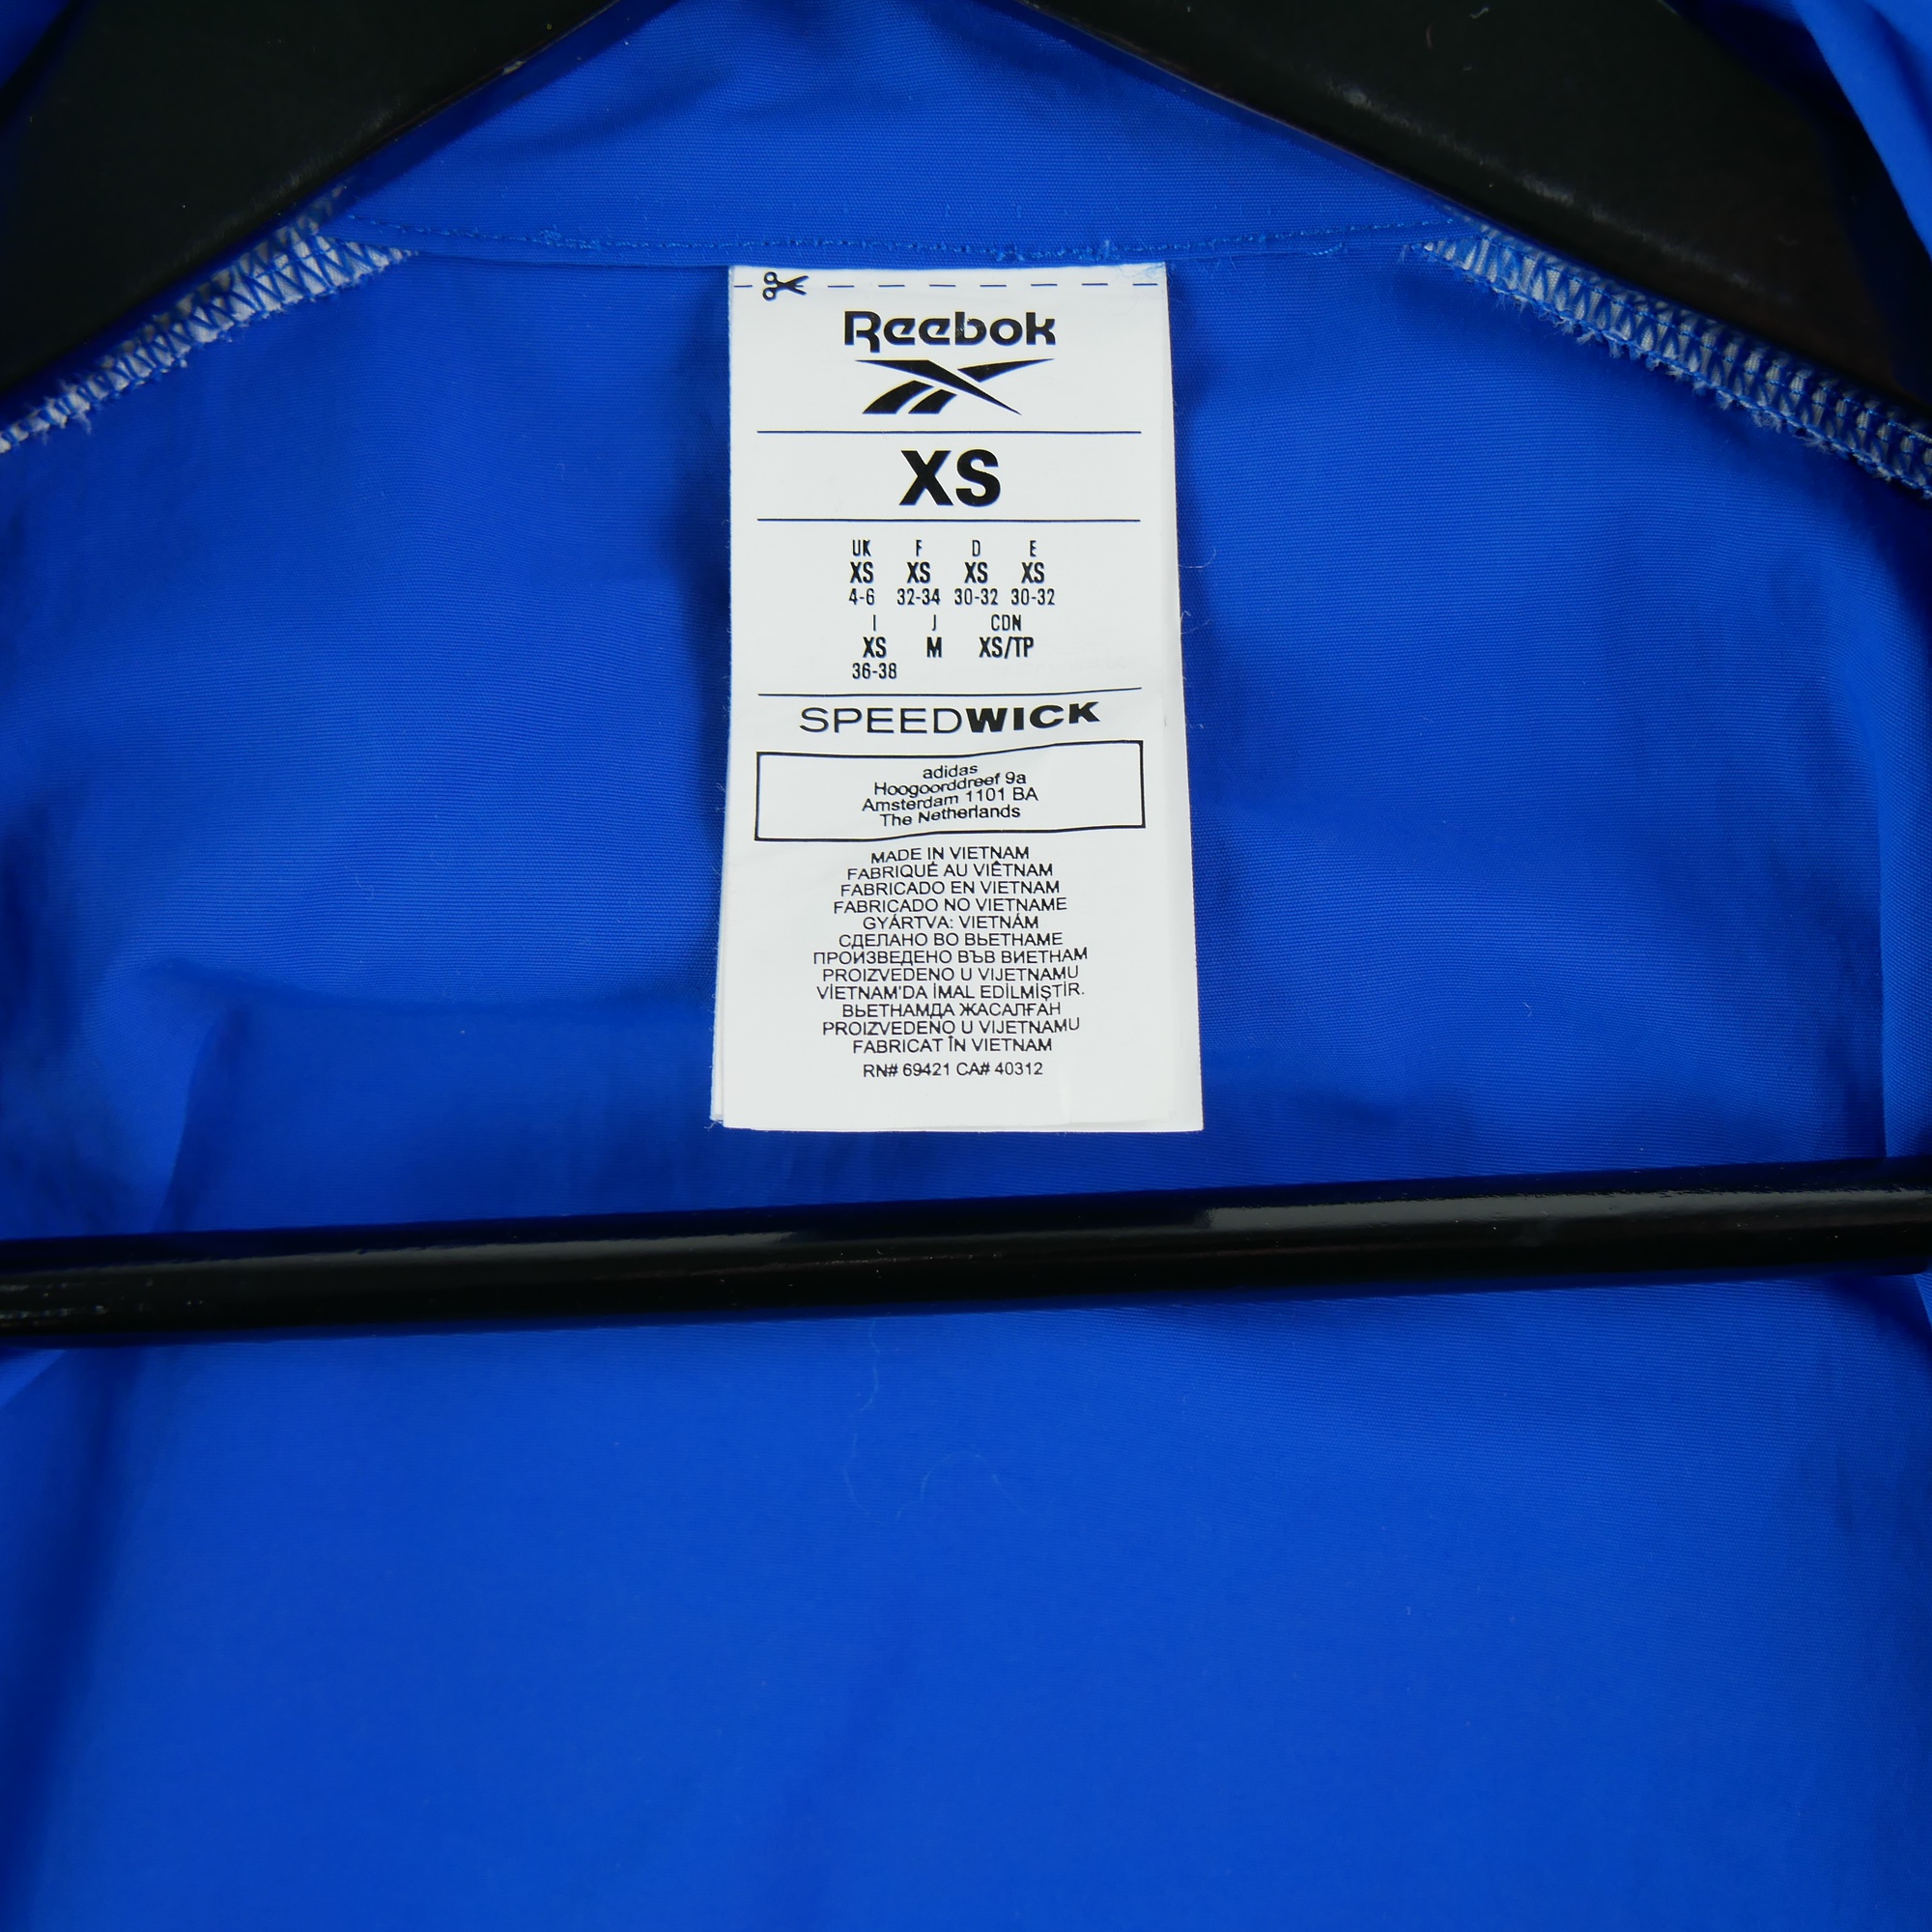 Reebok
XS
UK F D E
XS XS XS XS
4-6 32-34 30-32 30-32
I J CDN
XS M XS/TP
36-38
SPEEDWICK
adidas
Hoogoorddreef 9a
Amsterdam 1101 BA
The Netherlands
MADE IN VIETNAM
FABRIQUÉ AU VIÊTNAM
FABRICADO EN VIETNAM
FABRICADO NO VIETNAME
GYÁRTVA: VIETNÁM
СДЕЛАНО ВО ВЬЕТНАМЕ
ПРОИЗВЕДЕНО ВЪВ ВИЕТНАМ
PROIZVEDENO U VIJETNAMU
VİETNAM'DA İMAL EDİLMİŞTİR.
ВЬЕТНАМДА ЖАСАЛҒАН
PROIZVEDENO U VIJETNAMU
FABRICAT ÎN VIETNAM
RN# 69421 CA# 40312